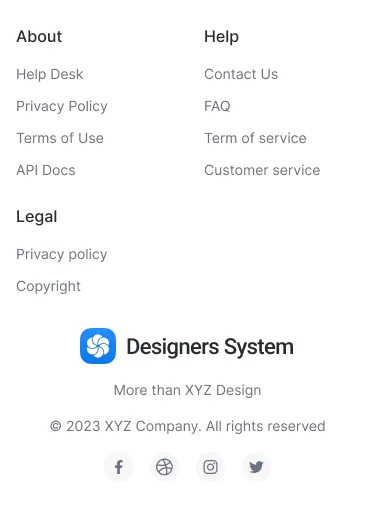 About
Help Desk
Privacy Policy
Terms of Use
API Docs
Help
Contact Us
FAQ
Term of service
Customer service
Legal
Privacy policy
Copyright
Designers System
More than XYZ Design
© 2023 XYZ Company. All rights reserved